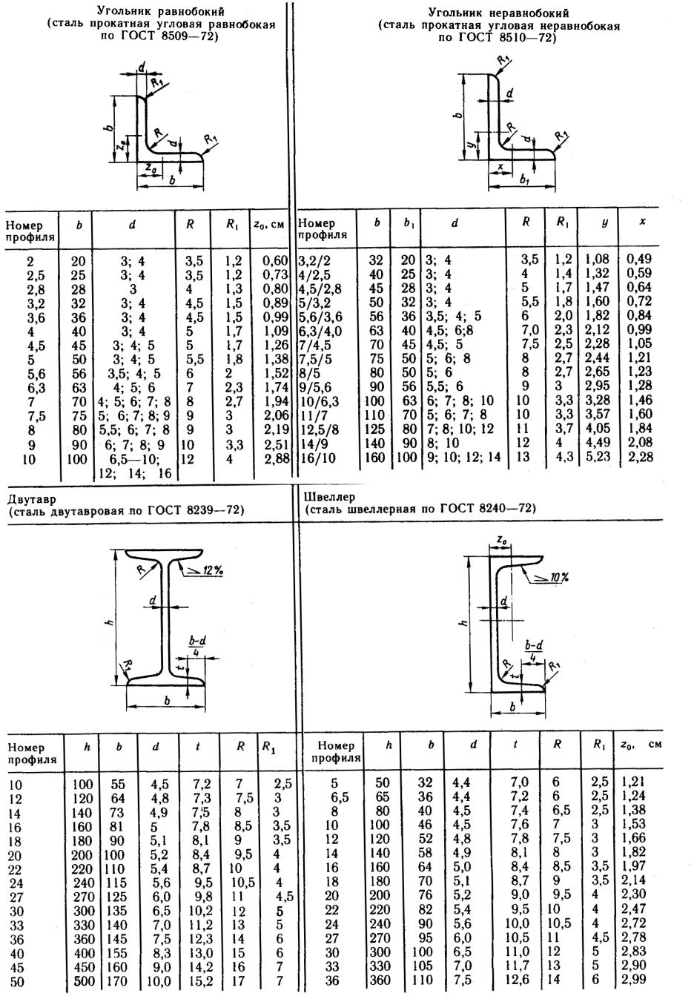 Угольник равнобокий
(сталь прокатная угловая равнобокая
по ГОСТ 8509—72)
d
R₁
b
z₀
R
d
R₁
z₀
b
Номер профиля b d R R₁ z₀, см
2 20 3; 4 3,5 1,2 0,60
2,5 25 3; 4 3,5 1,2 0,73
2,8 28 3 4 1,3 0,80
3,2 32 3; 4 4,5 1,5 0,89
3,6 36 3; 4 4,5 1,5 0,99
4 40 3; 4 5 1,7 1,09
4,5 45 3; 4; 5 5 1,7 1,26
5 50 3; 4; 5 5,5 1,8 1,38
5,6 56 3,5; 4; 5 6 2 1,52
6,3 63 4; 5; 6 7 2,3 1,74
7 70 4; 5; 6; 7; 8 8 2,7 1,94
7,5 75 5; 6; 7; 8; 9 9 3 2,06
8 80 5,5; 6; 7; 8 9 3 2,19
9 90 6; 7; 8; 9 10 3,3 2,51
10 100 6,5—10; 12 4 2,88
12; 14; 16
Угольник неравнобокий
(сталь прокатная угловая неравнобокая
по ГОСТ 8510—72)
R₁
d
b
y
R
d
R₁
x
b₁
Номер профиля b b₁ d R R₁ y x
3,2/2 32 20 3; 4 3,5 1,2 1,08 0,49
4/2,5 40 25 3; 4 4 1,4 1,32 0,59
4,5/2,8 45 28 3; 4 5 1,7 1,47 0,64
5/3,2 50 32 3; 4 5,5 1,8 1,60 0,72
5,6/3,6 56 36 3,5; 4; 5 6 2,0 1,82 0,84
6,3/4,0 63 40 4,5; 6;8 7,0 2,3 2,12 0,99
7/4,5 70 45 4,5; 5 7,5 2,5 2,28 1,05
7,5/5 75 50 5; 6; 8 8 2,7 2,44 1,21
8/5 80 50 5; 6 8 2,7 2,65 1,23
9/5,6 90 56 5,5; 6 9 3 2,95 1,28
10/6,3 100 63 6; 7; 8; 10 10 3,3 3,28 1,46
11/7 110 70 5; 6; 7; 8 10 3,3 3,57 1,60
12,5/8 125 80 7; 8; 10; 12 11 3,7 4,05 1,84
14/9 140 90 8; 10 12 4 4,49 2,08
16/10 160 100 9; 10; 12; 14 13 4,3 5,23 2,28
Двутавр
(сталь двутавровая по ГОСТ 8239—72)
R
12%
d
h
b-d
4
t
R₁
b
Номер профиля h b d t R R₁
10 100 55 4,5 7,2 7 2,5
12 120 64 4,8 7,3 7,5 3
14 140 73 4,9 7,5 8 3
16 160 81 5 7,8 8,5 3,5
18 180 90 5,1 8,1 9 3,5
20 200 100 5,2 8,4 9,5 4
22 220 110 5,4 8,7 10 4
24 240 115 5,6 9,5 10,5 4
27 270 125 6,0 9,8 11 4,5
30 300 135 6,5 10,2 12 5
33 330 140 7,0 11,2 13 5
36 360 145 7,5 12,3 14 6
40 400 155 8,3 13,0 15 6
45 450 160 9,0 14,2 16 7
50 500 170 10,0 15,2 17 7
Швеллер
(сталь швеллерная по ГОСТ 8240—72)
z₀
10%
d
h
b-d
4
R
t
R₁
b
Номер профиля h b d t R R₁ z₀, см
5 50 32 4,4 7,0 6 2,5 1,21
6,5 65 36 4,4 7,2 6 2,5 1,24
8 80 40 4,5 7,4 6,5 2,5 1,38
10 100 46 4,5 7,6 7 3 1,53
12 120 52 4,8 7,8 7,5 3 1,66
14 140 58 4,9 8,1 8 3 1,82
16 160 64 5,0 8,4 8,5 3,5 1,97
18 180 70 5,1 8,7 9 3,5 2,14
20 200 76 5,2 9,0 9,5 4 2,30
22 220 82 5,4 9,5 10 4 2,47
24 240 90 5,6 10,0 10,5 4 2,72
27 270 95 6,0 10,5 11 4,5 2,78
30 300 100 6,5 11,0 12 5 2,83
33 330 105 7,0 11,7 13 5 2,90
36 360 110 7,5 12,6 14 6 2,99